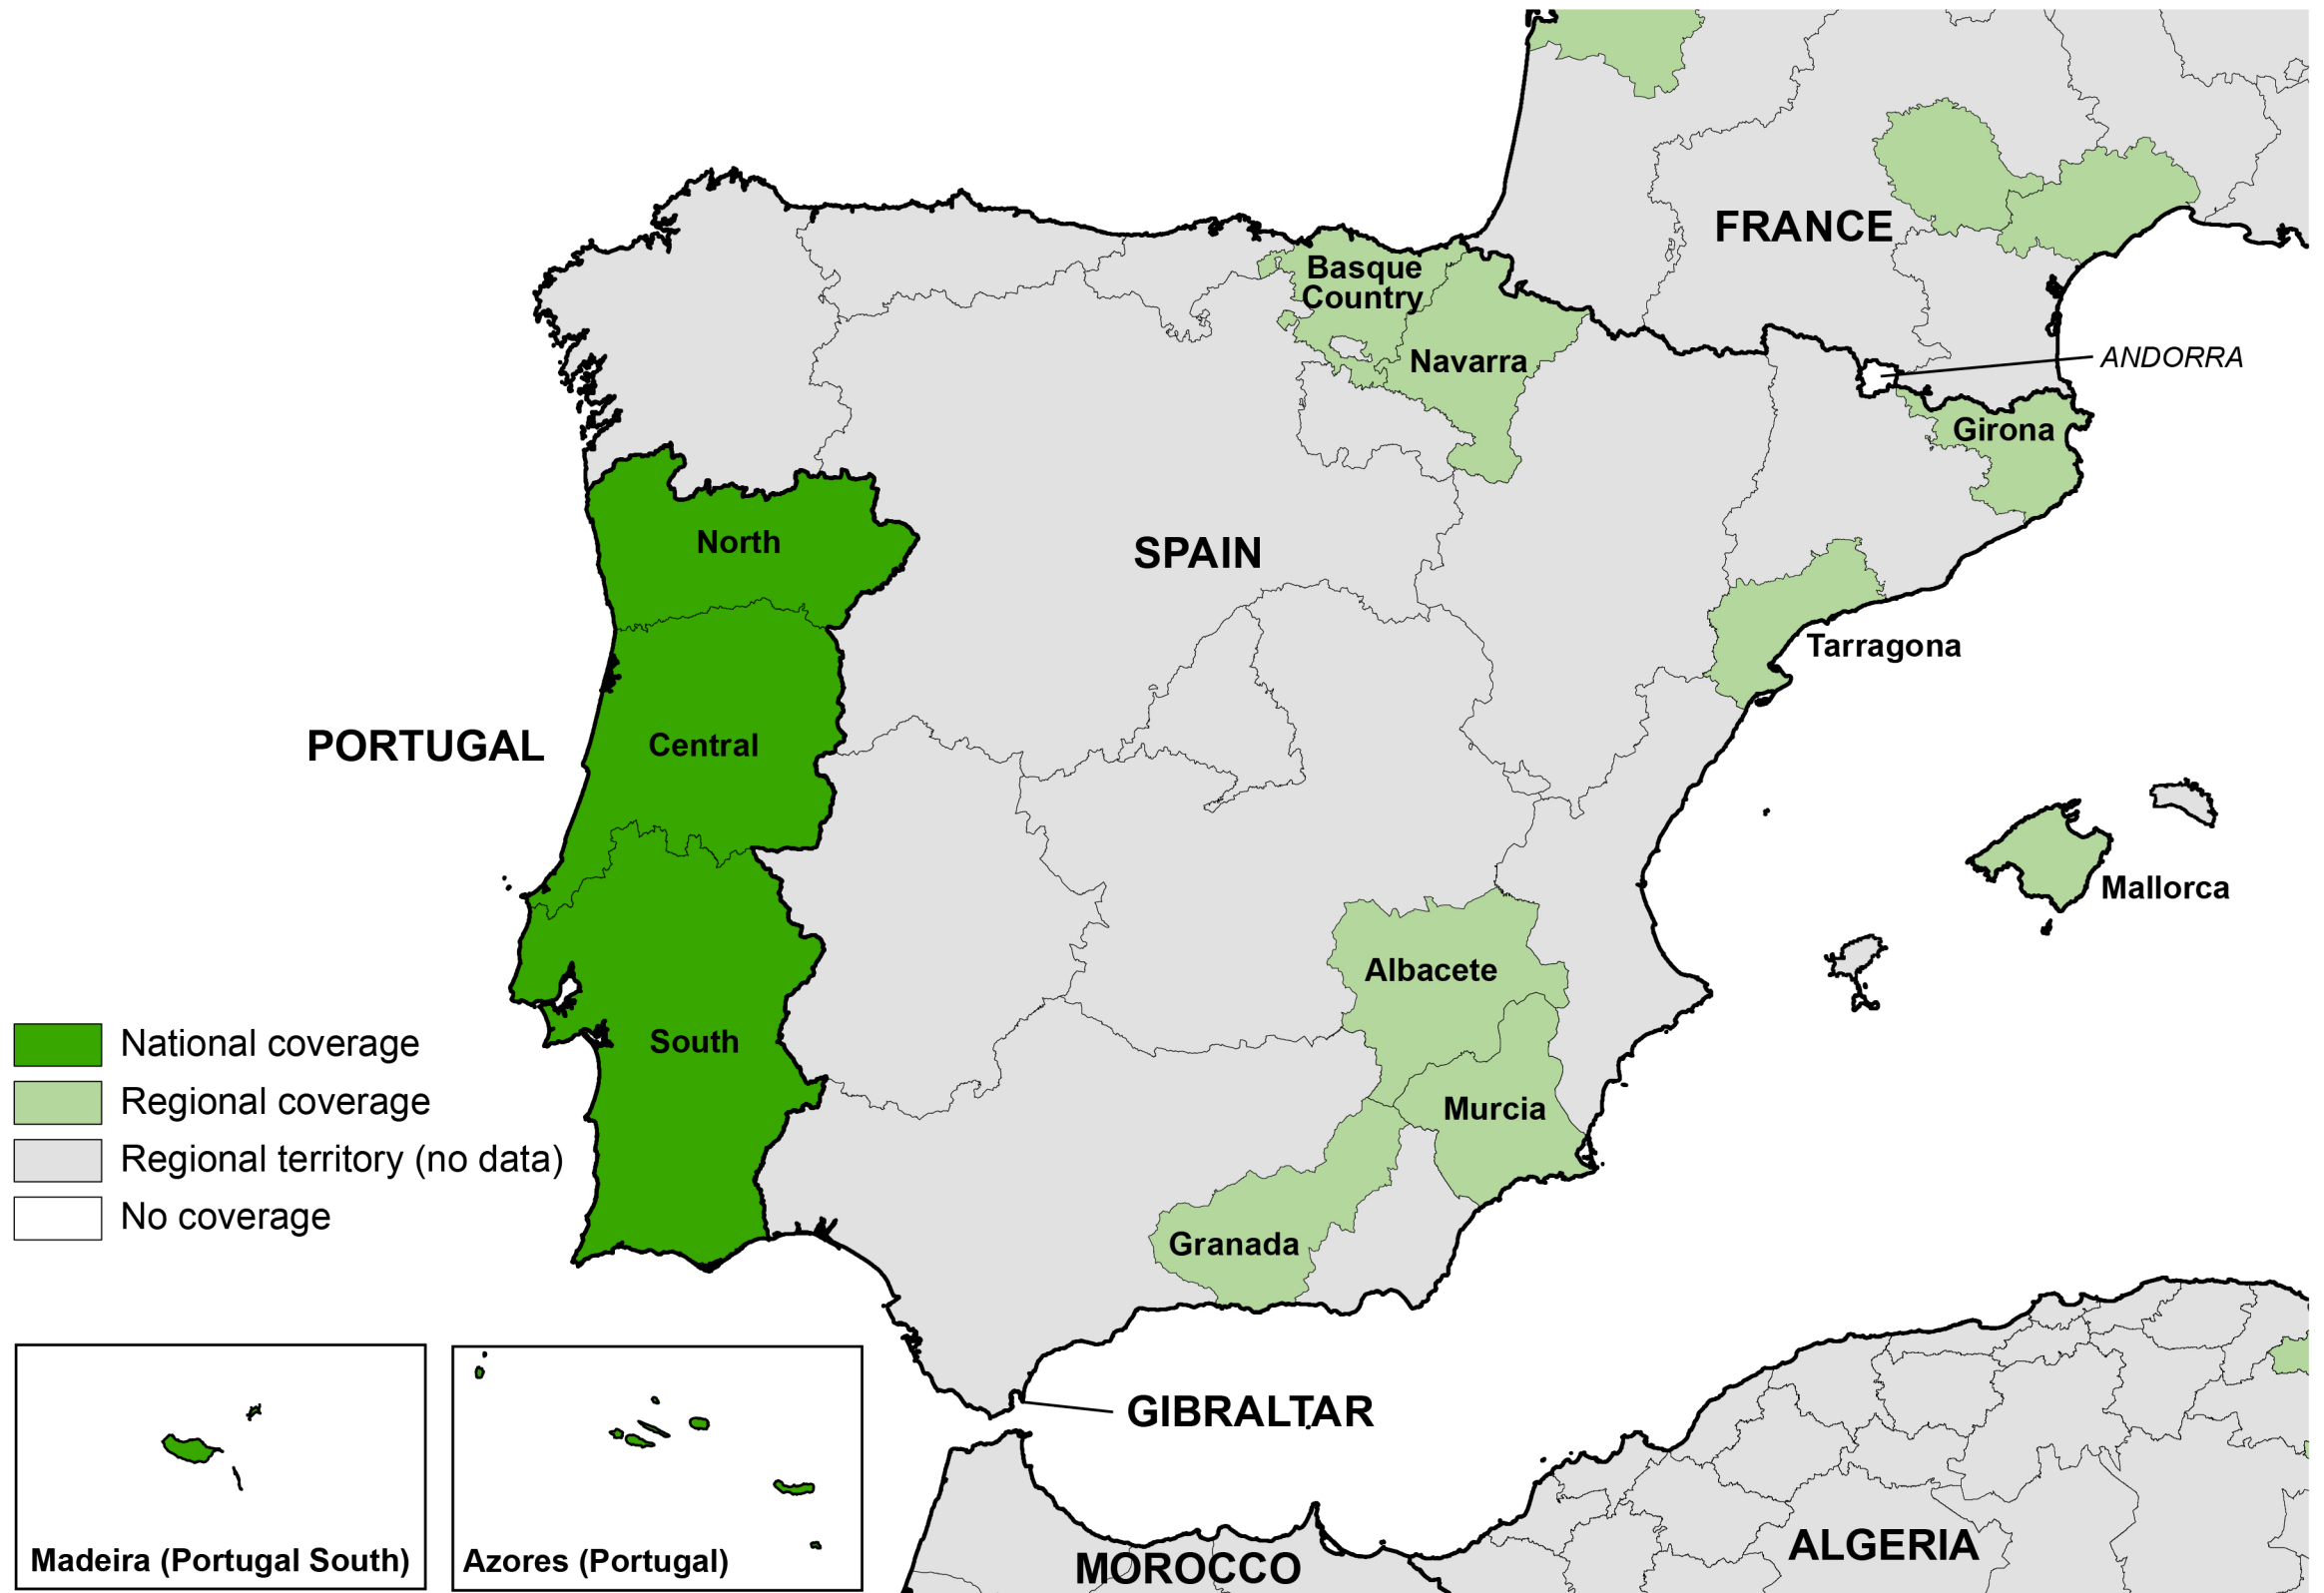 FRANCE
Basque
Country
Navarra
ANDORRA
Girona
North
SPAIN
Tarragona
PORTUGAL
Central
Mallorca
Albacete
South
Murcia
Granada
National coverage
Regional coverage
Regional territory (no data)
No coverage
GIBRALTAR
Madeira (Portugal South)
Azores (Portugal)
MOROCCO
ALGERIA